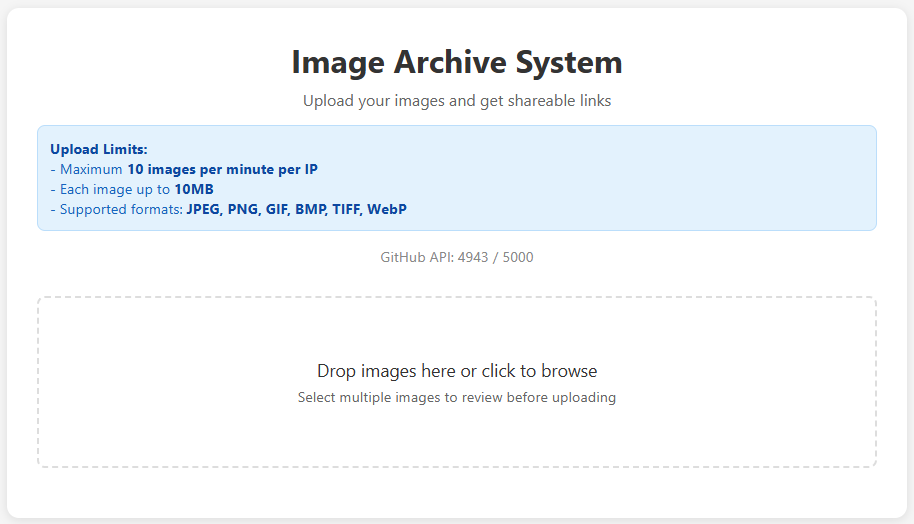 Image Archive System
Upload your images and get shareable links
Upload Limits:
- Maximum 10 images per minute per IP
- Each image up to 10MB
- Supported formats: JPEG, PNG, GIF, BMP, TIFF, WebP
GitHub API: 4943 / 5000
Drop images here or click to browse
Select multiple images to review before uploading